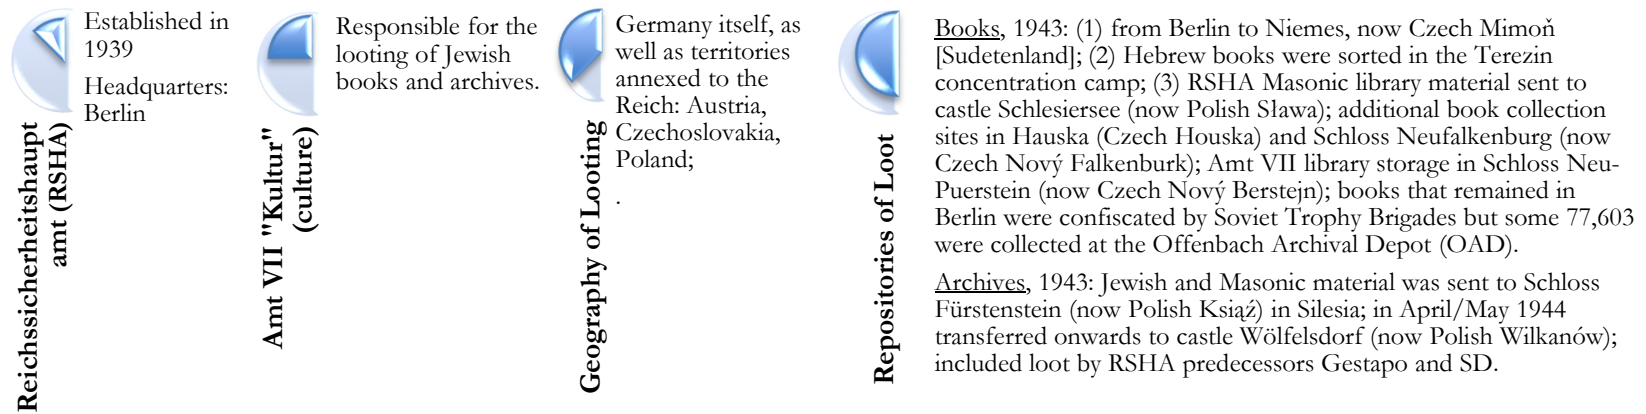 Reichssicherheitshaupt
amt (RSHA)
Established in
1939
Headquarters:
Berlin
Amt VII "Kultur"
(culture)
Responsible for the
looting of Jewish
books and archives.
Geography of Looting
Germany itself, as
well as territories
annexed to the
Reich: Austria,
Czechoslovakia,
Poland;
.
Repositories of Loot
Books, 1943: (1) from Berlin to Niemes, now Czech Mimoň
[Sudetenland]; (2) Hebrew books were sorted in the Terezin
concentration camp; (3) RSHA Masonic library material sent to
castle Schlesiersee (now Polish Sława); additional book collection
sites in Hauska (Czech Houska) and Schloss Neufalkenburg (now
Czech Nový Falkenburk); Amt VII library storage in Schloss Neu-
Puerstein (now Czech Nový Berstejn); books that remained in
Berlin were confiscated by Soviet Trophy Brigades but some 77,603
were collected at the Offenbach Archival Depot (OAD).
Archives, 1943: Jewish and Masonic material was sent to Schloss
Fürstenstein (now Polish Książ) in Silesia; in April/May 1944
transferred onwards to castle Wölfelsdorf (now Polish Wilkanów);
included loot by RSHA predecessors Gestapo and SD.